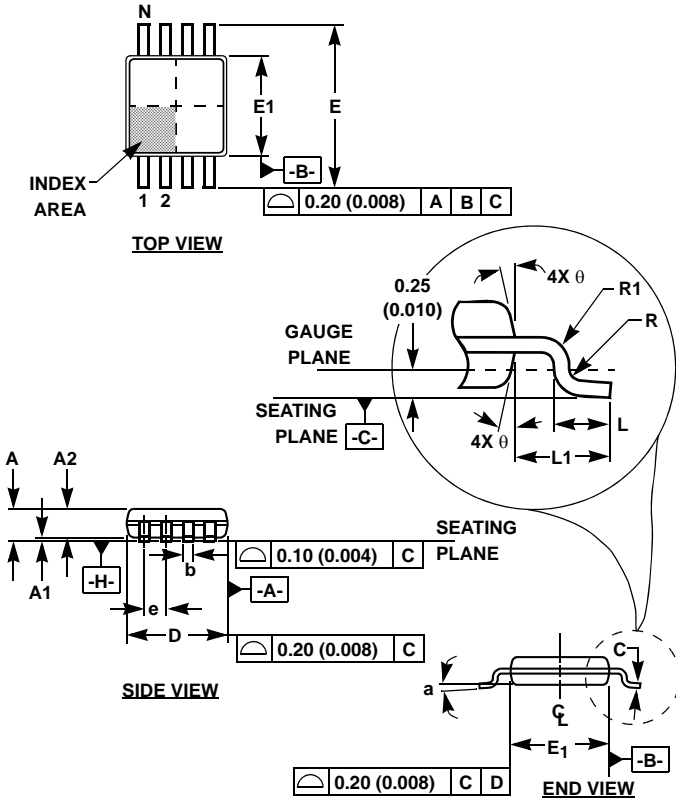 N
E1
E
-B-
INDEX
AREA
1 2
0.20 (0.008) A B C
TOP VIEW
0.25
(0.010)
4X θ
R1
R
GAUGE
PLANE
SEATING
PLANE
-C-
4X θ
L
L1
A
A2
SEATING
PLANE
A1
-H-
b
0.10 (0.004) C
-A-
e
D
0.20 (0.008) C
SIDE VIEW
C
a
CL
E1
-B-
0.20 (0.008) C D
END VIEW